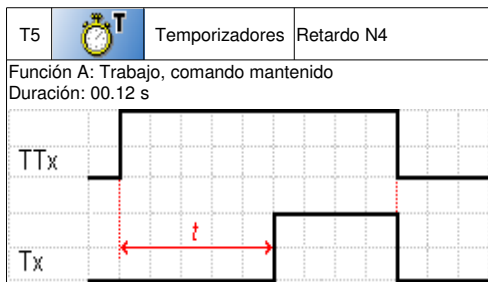 T5 T Temporizadores Retardo N4
Función A: Trabajo, comando mantenido
Duración: 00.12 s
TTx
t
Tx